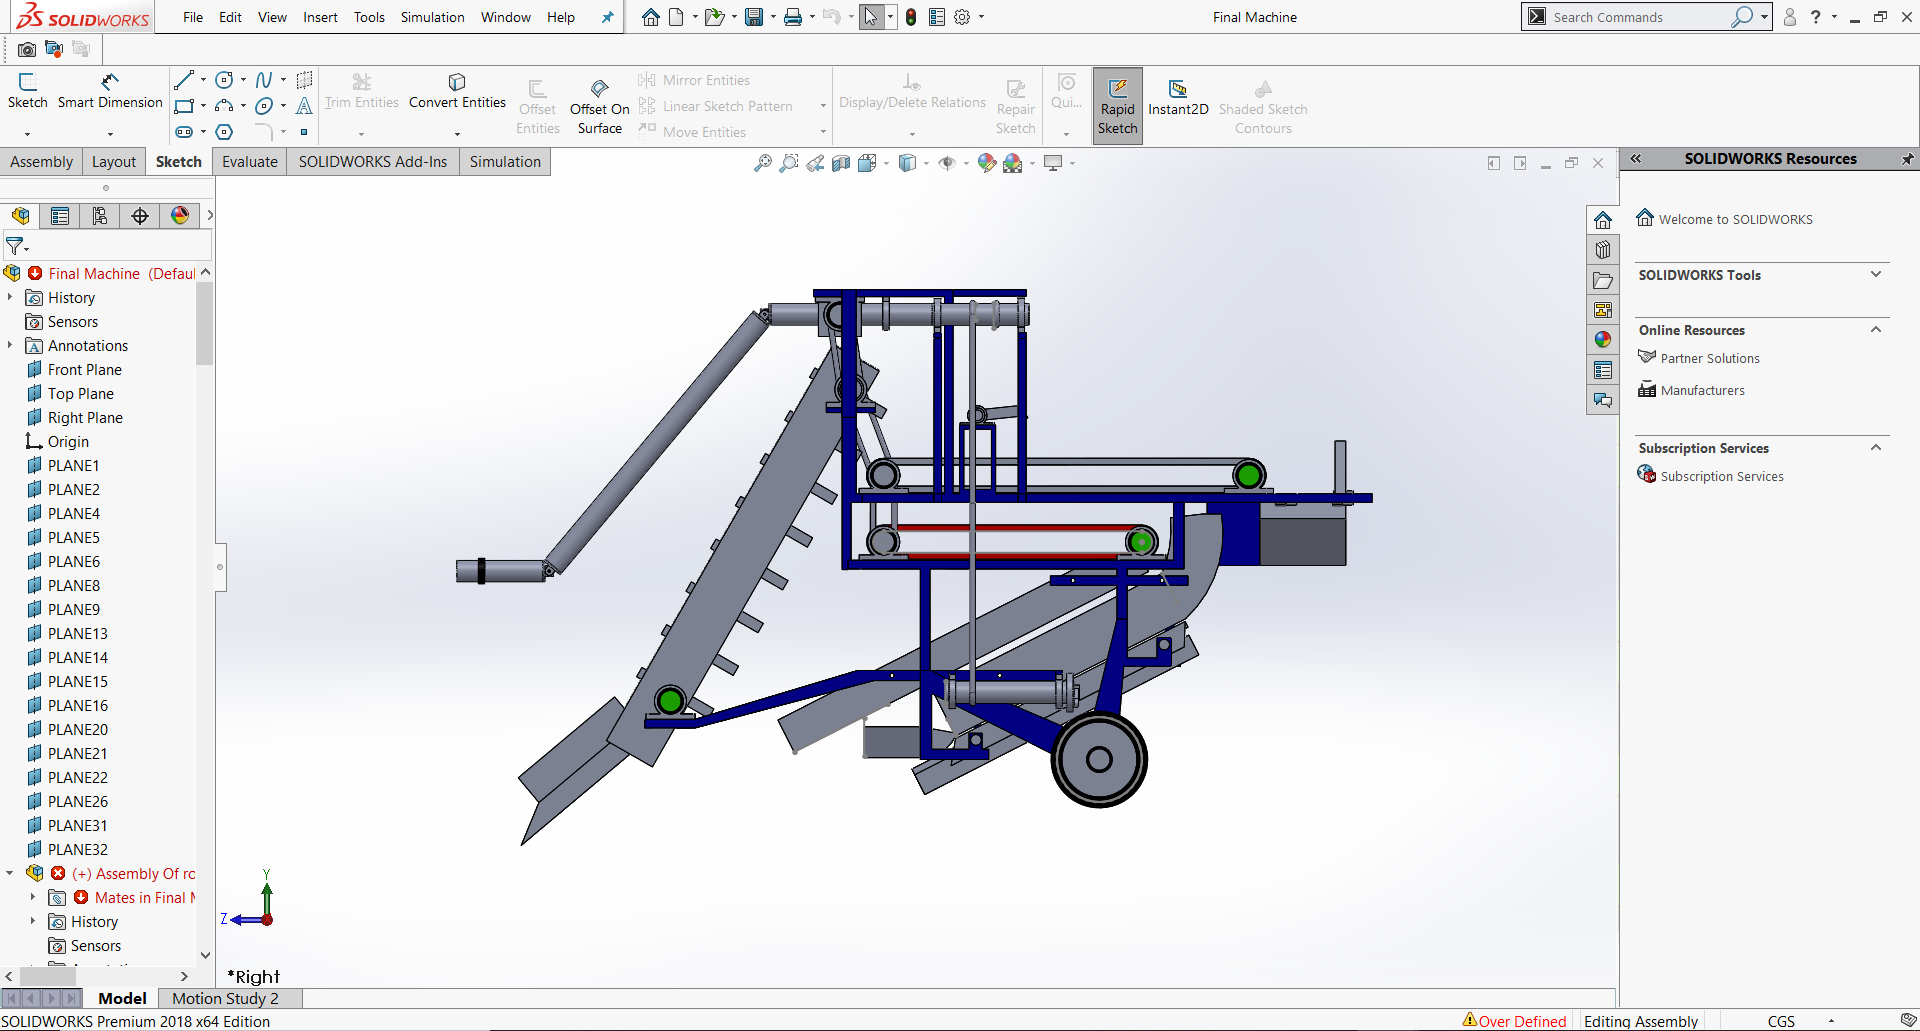 SOLIDWORKS File Edit View Insert Tools Simulation Window Help Final Machine Search Commands ?
Sketch Smart Dimension Trim Entities Convert Entities Offset Entities Offset On Surface Mirror Entities Linear Sketch Pattern Move Entities Display/Delete Relations Repair Sketch Qui... Rapid Sketch Instant2D Shaded Sketch Contours
Assembly Layout Sketch Evaluate SOLIDWORKS Add-Ins Simulation
SOLIDWORKS Resources
Welcome to SOLIDWORKS
SOLIDWORKS Tools
Online Resources
Partner Solutions
Manufacturers
Subscription Services
Subscription Services
Final Machine (Defaul
History
Sensors
Annotations
Front Plane
Top Plane
Right Plane
Origin
PLANE1
PLANE2
PLANE4
PLANE5
PLANE6
PLANE8
PLANE9
PLANE13
PLANE14
PLANE15
PLANE16
PLANE20
PLANE21
PLANE22
PLANE26
PLANE31
PLANE32
(+) Assembly Of ro
Mates in Final M
History
Sensors
Y
Z
*Right
Model Motion Study 2
SOLIDWORKS Premium 2018 x64 Edition Over Defined Editing Assembly CGS